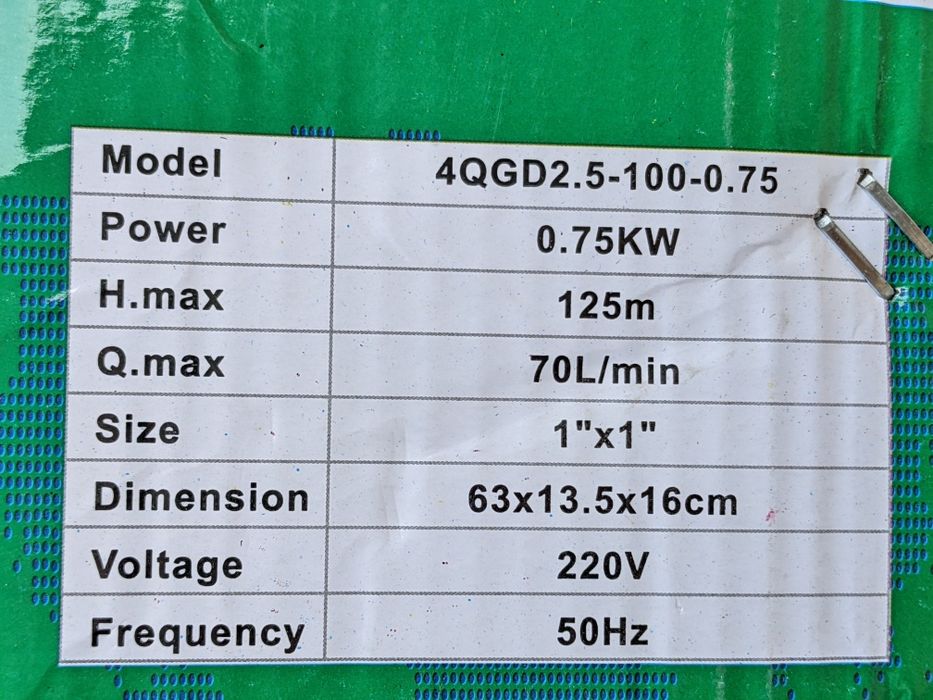 Model 4QGD2.5-100-0.75
Power 0.75KW
H.max 125m
Q.max 70L/min
Size 1"x1"
Dimension 63x13.5x16cm
Voltage 220V
Frequency 50Hz